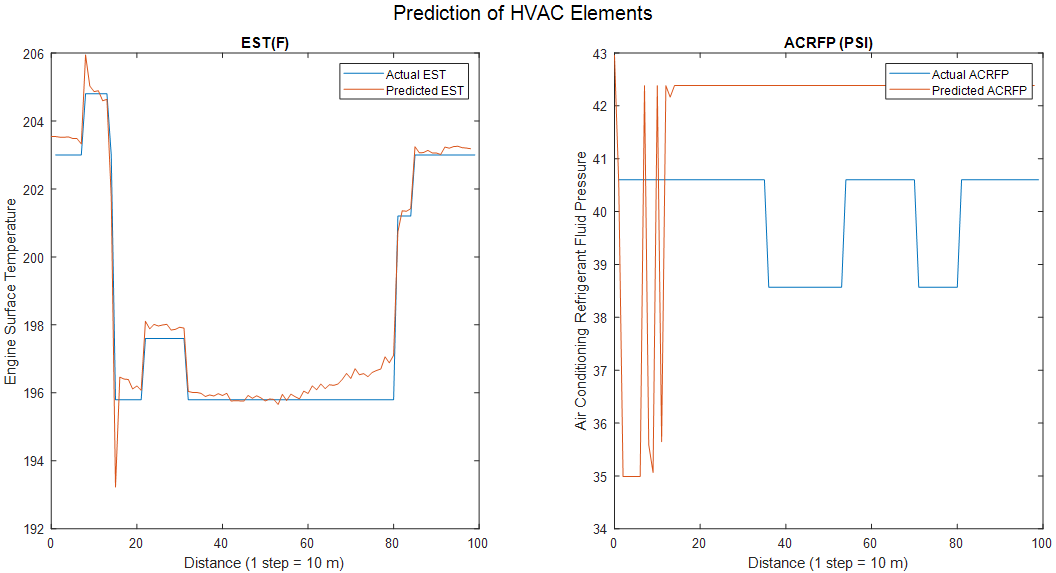 Prediction of HVAC Elements
EST(F)
206
204
202
200
198
196
194
192
Engine Surface Temperature
Actual EST
Predicted EST
0
20
40
60
80
100
Distance (1 step = 10 m)
ACRFP (PSI)
43
42
41
40
39
38
37
36
35
34
Air Conditioning Refrigerant Fluid Pressure
Actual ACRFP
Predicted ACRFP
0
20
40
60
80
100
Distance (1 step = 10 m)